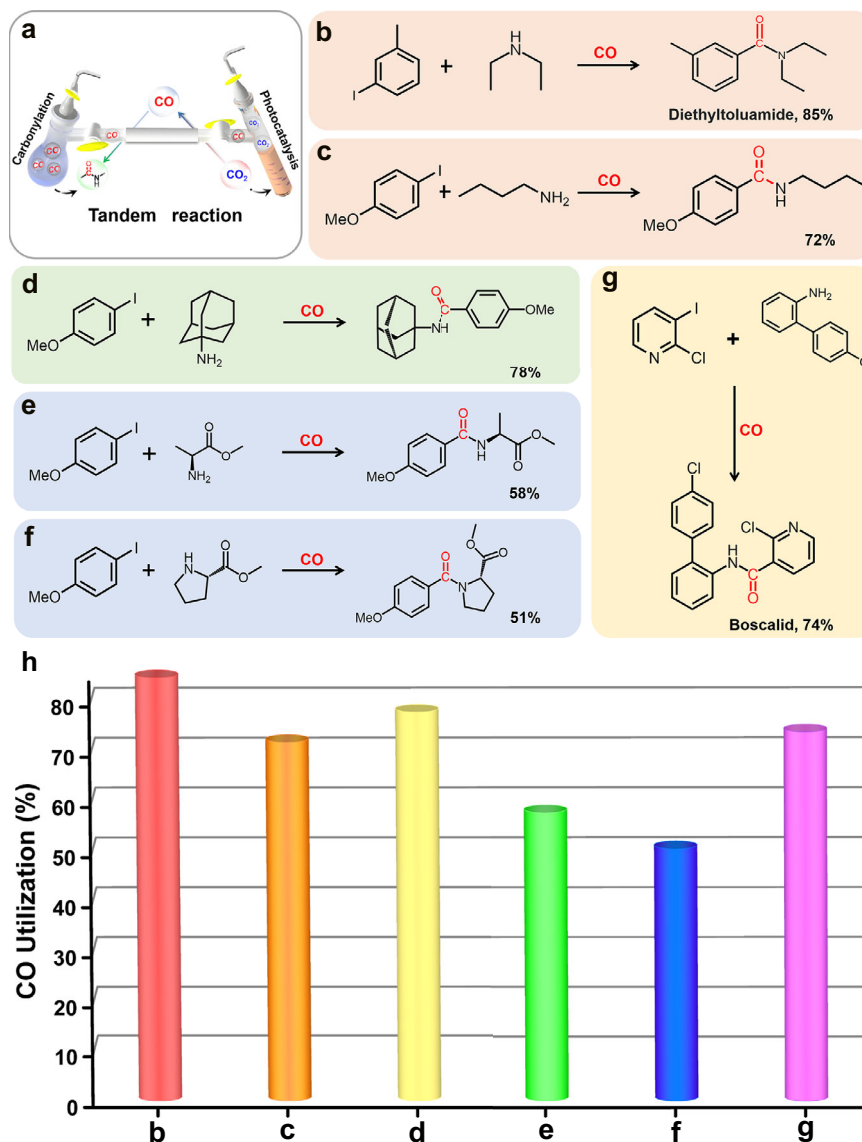 a
Carbonylation
Photocatalysis
CO
CO
CO
CO₂
CO₂
CO
CO
CO
CO₂
O
C
N
H
Tandem reaction
b
I
+
H
N
CO
O
C
N
Diethyltoluamide, 85%
c
I
MeO
+
NH₂
CO
O
C
N
H
MeO
72%
d
I
MeO
+
NH₂
CO
O
C
NH
OMe
78%
e
I
MeO
+
O
O
NH₂
CO
O
C
N
H
O
O
MeO
58%
f
I
MeO
+
H
N
O
O
CO
O
C
N
O
O
MeO
51%
g
I
N
Cl
+
NH₂
CO
Cl
Cl
N
H
N
C
O
Boscalid, 74%
h
CO Utilization (%)
80
70
60
50
40
30
20
10
0
b c d e f g